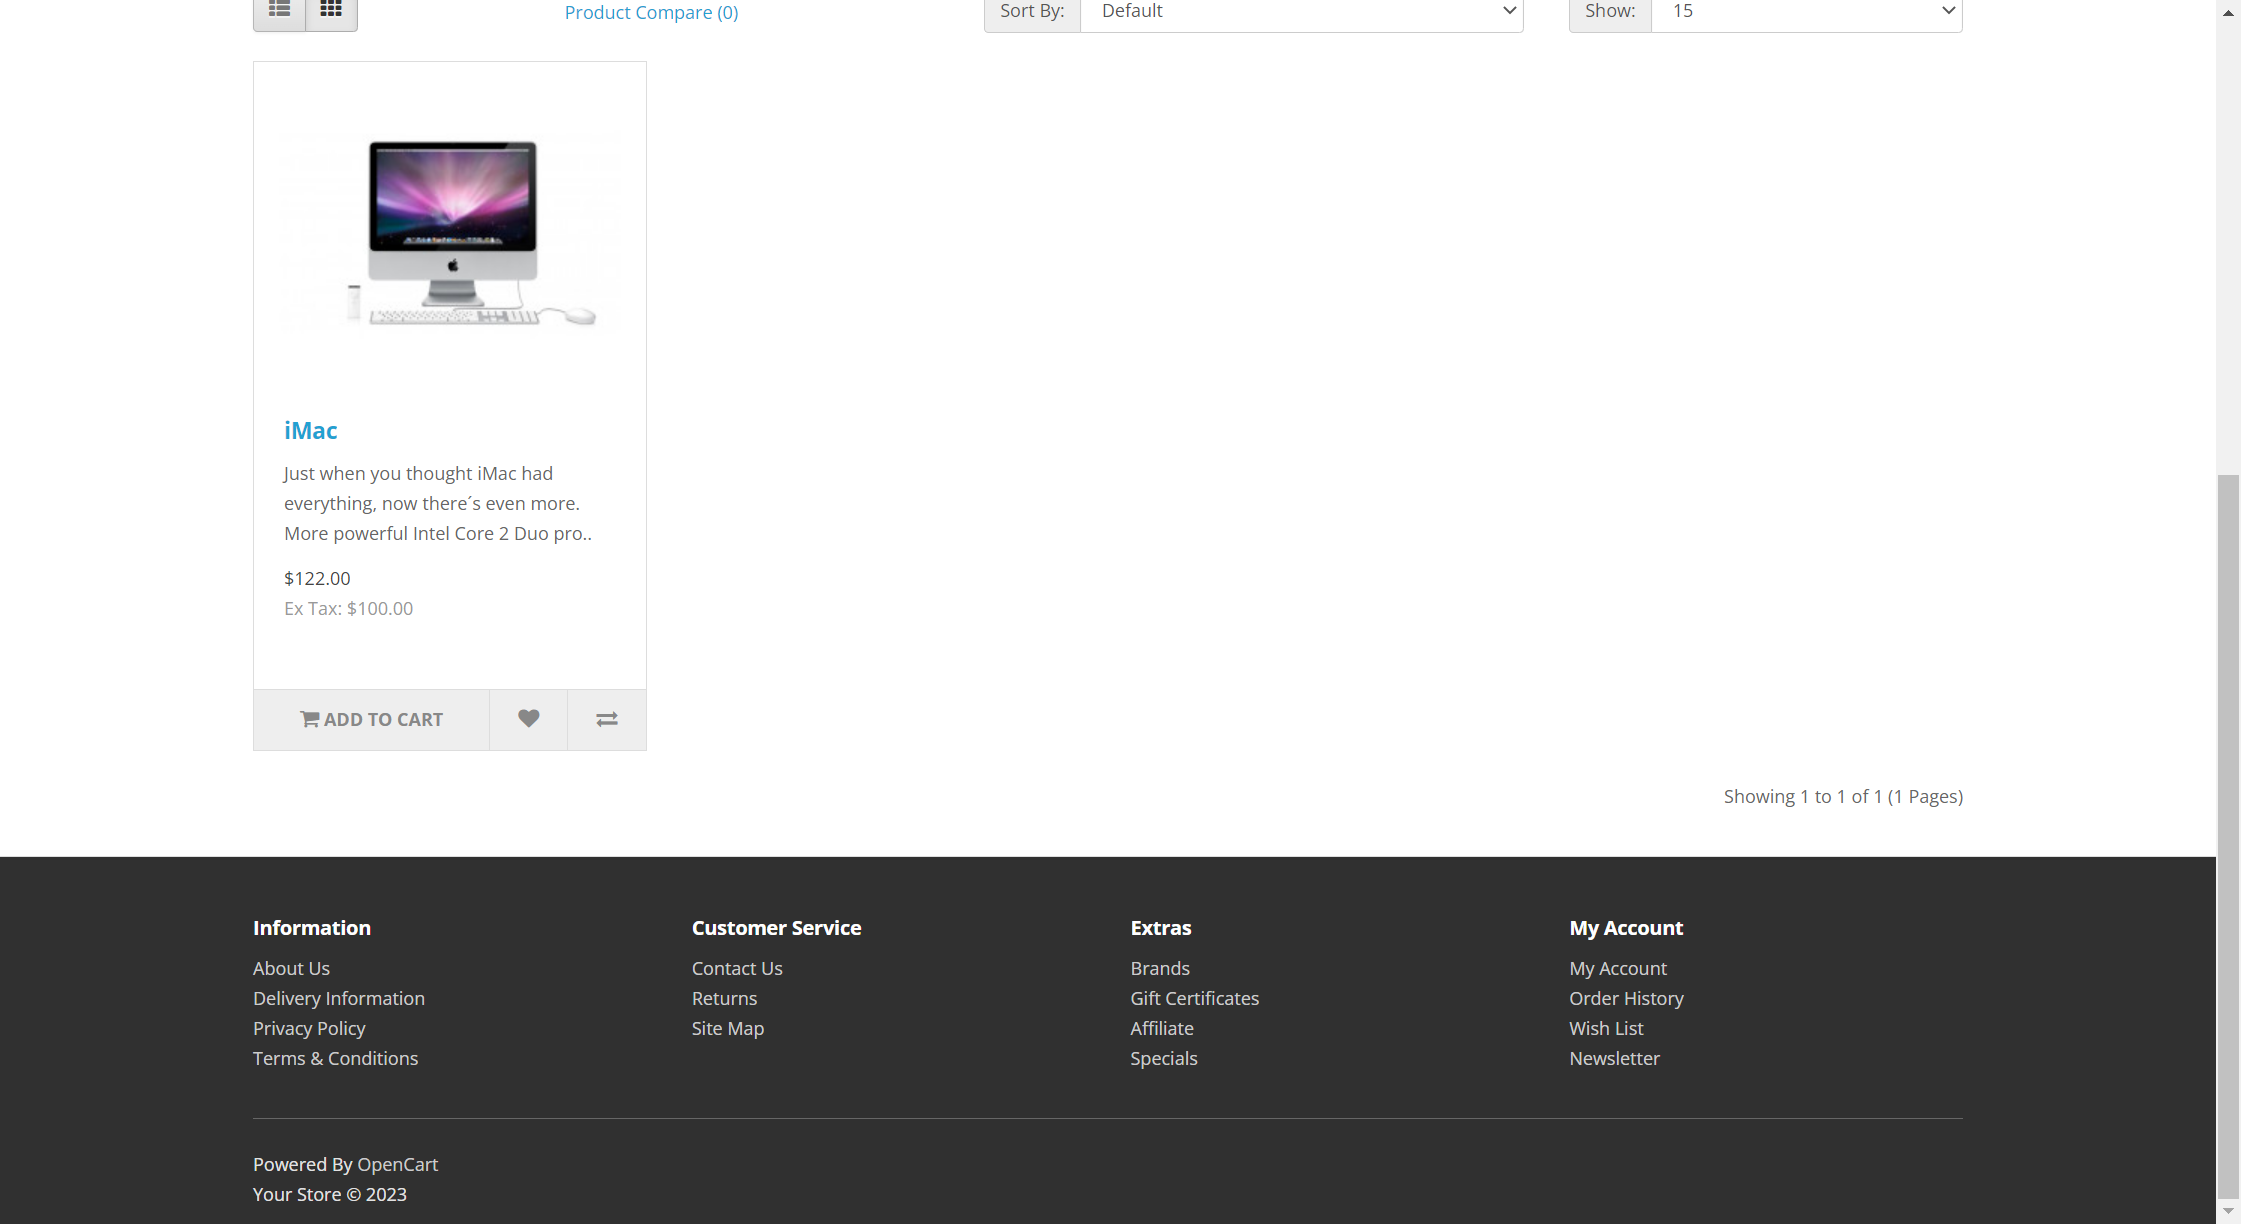 Product Compare (0)
Sort By:
Default
Show:
15
iMac
Just when you thought iMac had
everything, now there´s even more.
More powerful Intel Core 2 Duo pro..
$122.00
Ex Tax: $100.00
ADD TO CART
Showing 1 to 1 of 1 (1 Pages)
Information
About Us
Delivery Information
Privacy Policy
Terms & Conditions
Customer Service
Contact Us
Returns
Site Map
Extras
Brands
Gift Certificates
Affiliate
Specials
My Account
My Account
Order History
Wish List
Newsletter
Powered By OpenCart
Your Store © 2023